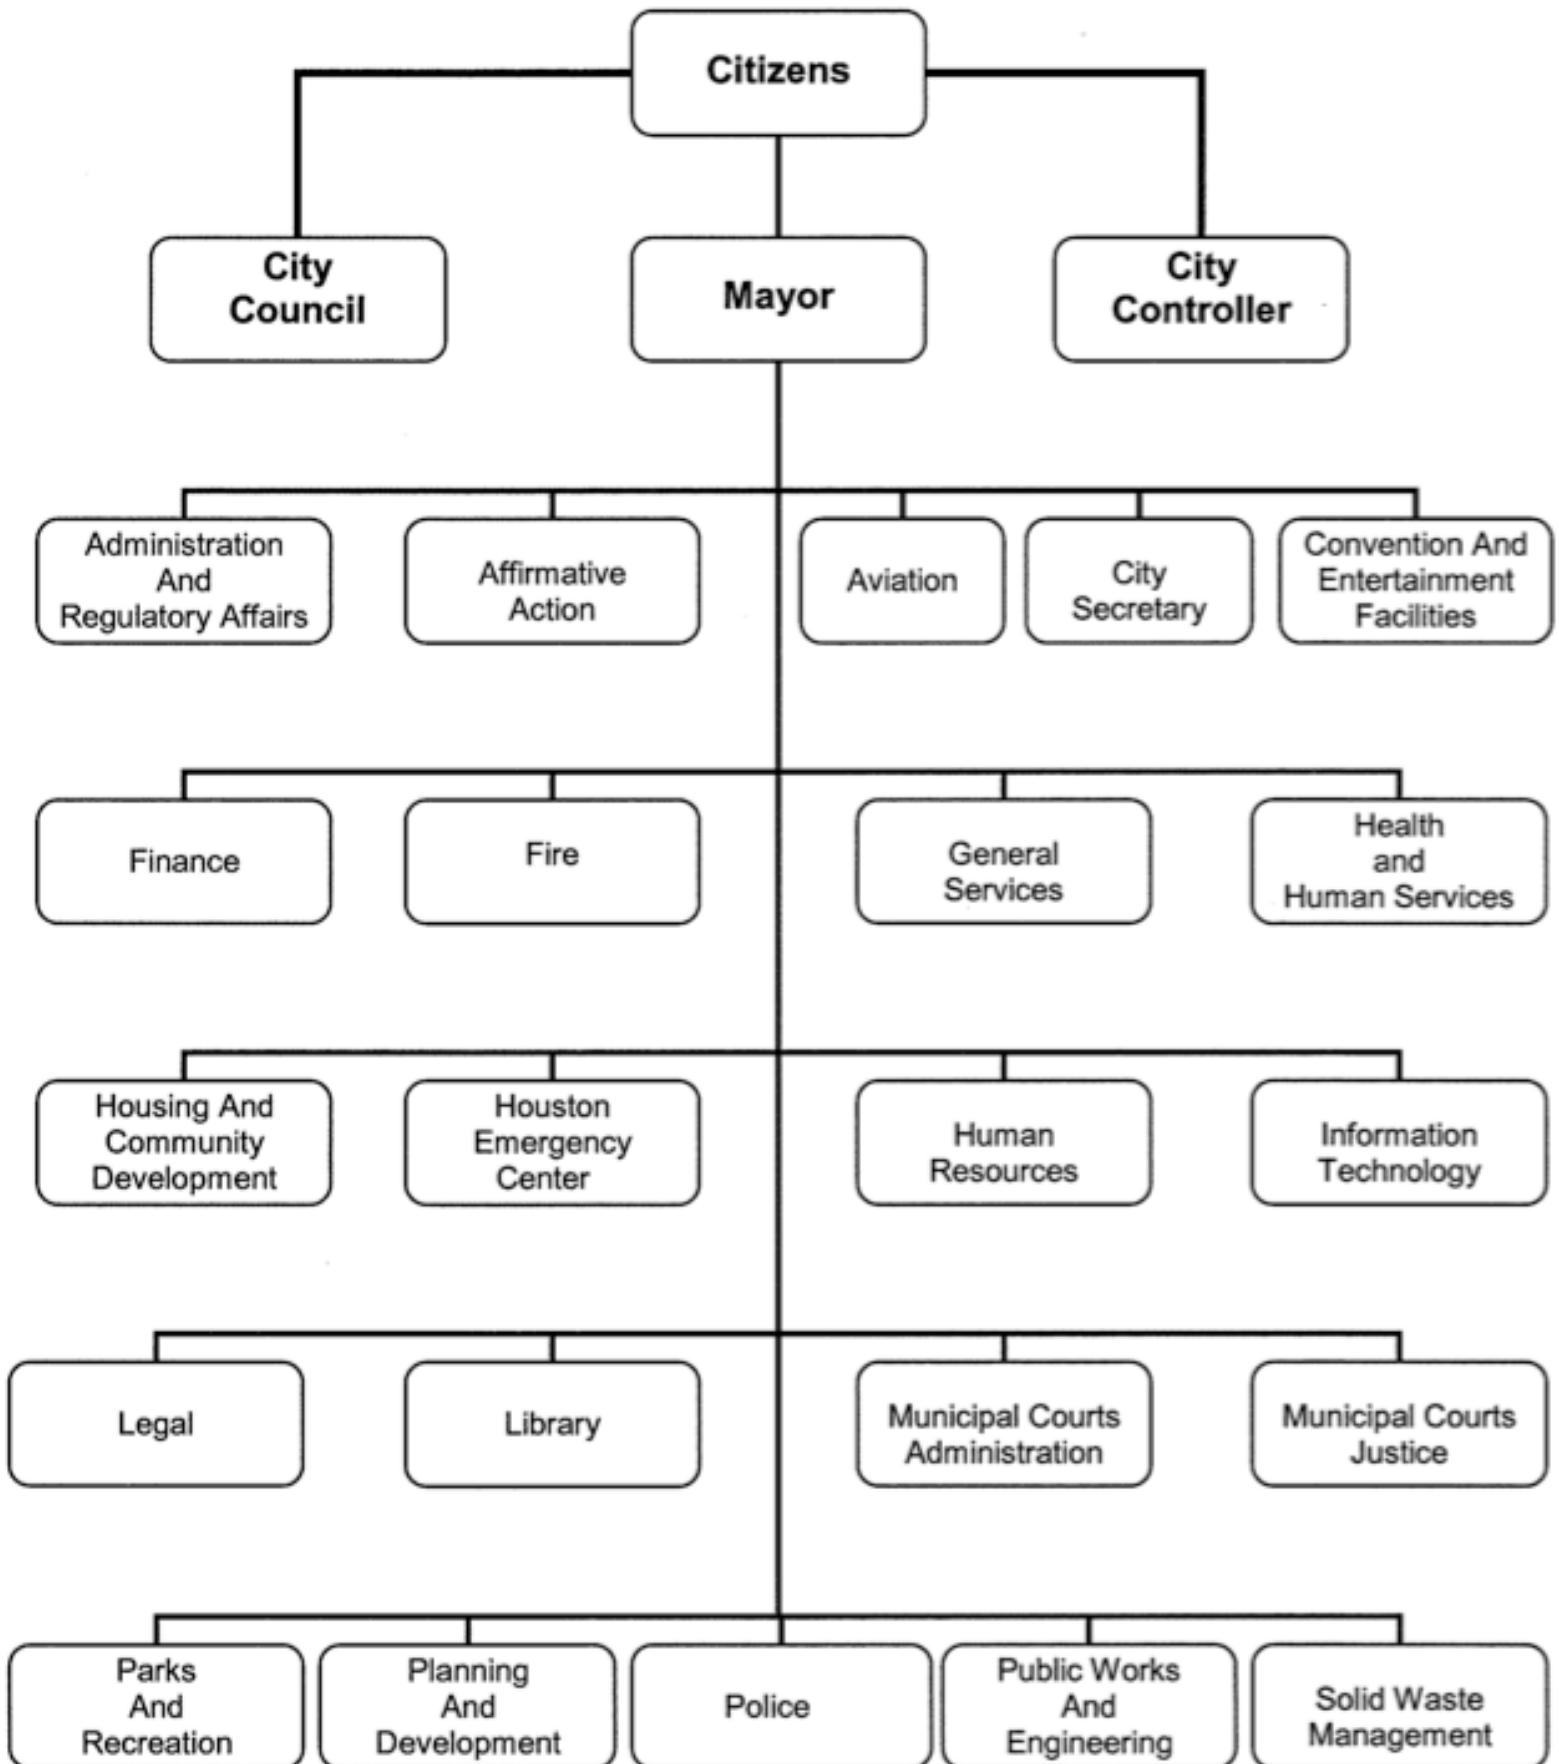 Citizens
City
Council
Mayor
City
Controller
Administration
And
Regulatory Affairs
Affirmative
Action
Aviation
City
Secretary
Convention And
Entertainment
Facilities
Finance
Fire
General
Services
Health
and
Human Services
Housing And
Community
Development
Houston
Emergency
Center
Human
Resources
Information
Technology
Legal
Library
Municipal Courts
Administration
Municipal Courts
Justice
Parks
And
Recreation
Planning
And
Development
Police
Public Works
And
Engineering
Solid Waste
Management